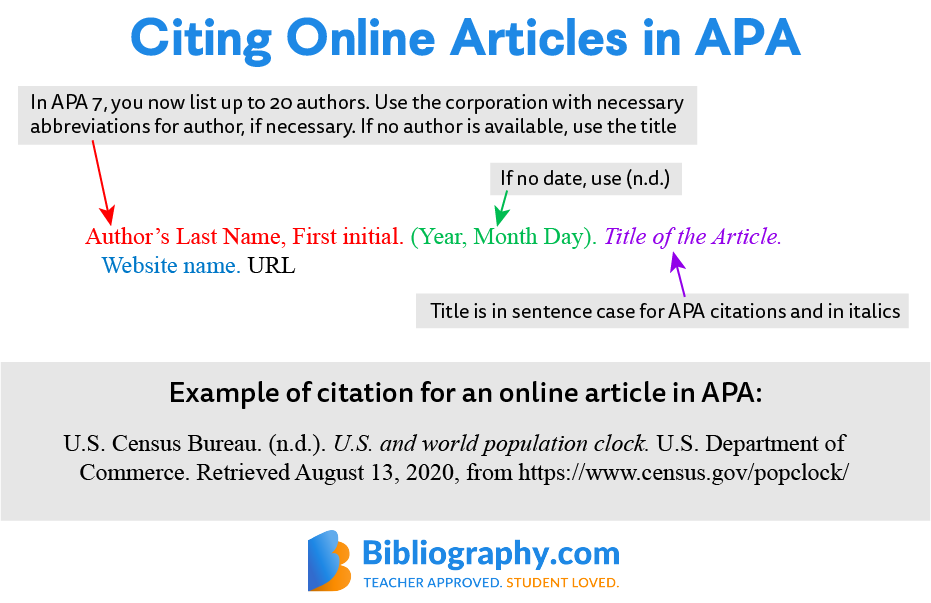 Citing Online Articles in APA
In APA 7, you now list up to 20 authors. Use the corporation with necessary
abbreviations for author, if necessary. If no author is available, use the title
If no date, use (n.d.)
Author’s Last Name, First initial. (Year, Month Day). Title of the Article.
Website name. URL
Title is in sentence case for APA citations and in italics
Example of citation for an online article in APA:
U.S. Census Bureau. (n.d.). U.S. and world population clock. U.S. Department of
Commerce. Retrieved August 13, 2020, from https://www.census.gov/popclock/
Bibliography.com
TEACHER APPROVED. STUDENT LOVED.